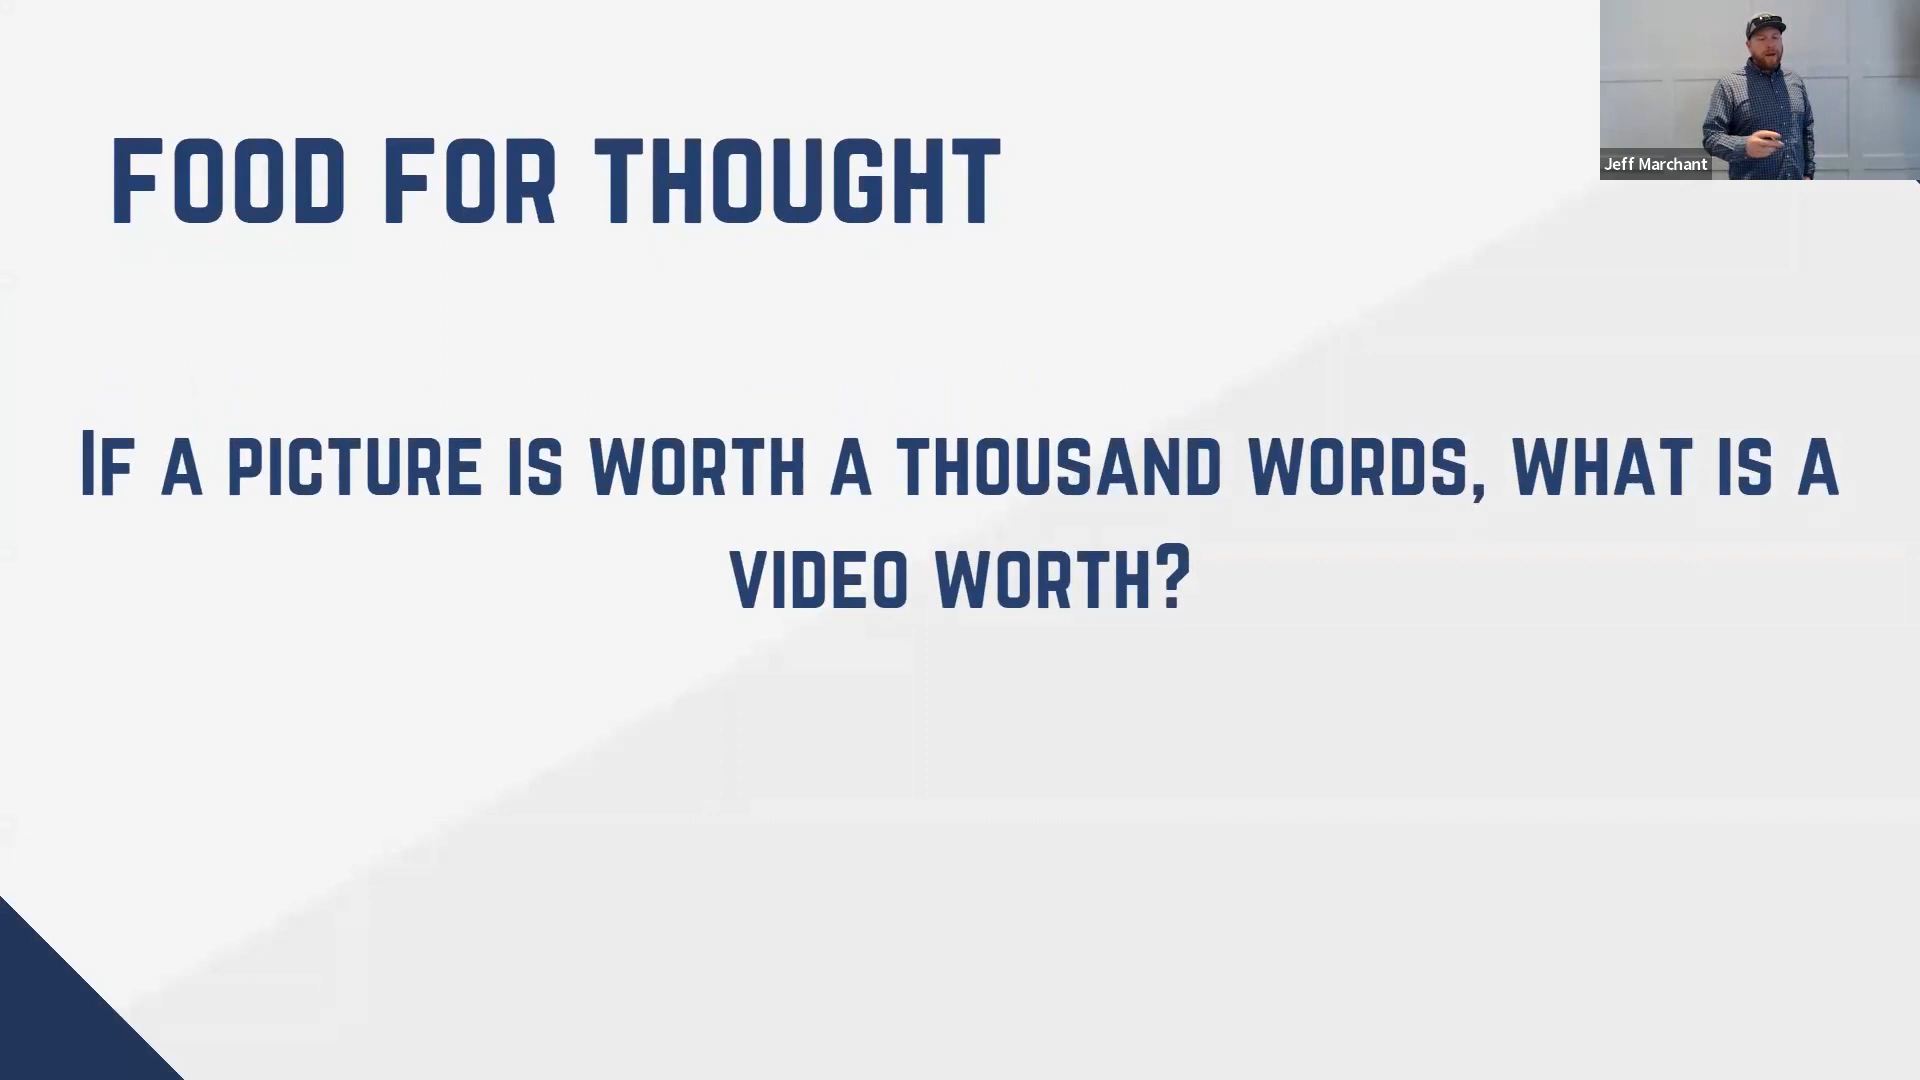 FOOD FOR THOUGHT
Jeff Marchant
IF A PICTURE IS WORTH A THOUSAND WORDS, WHAT IS A
VIDEO WORTH?